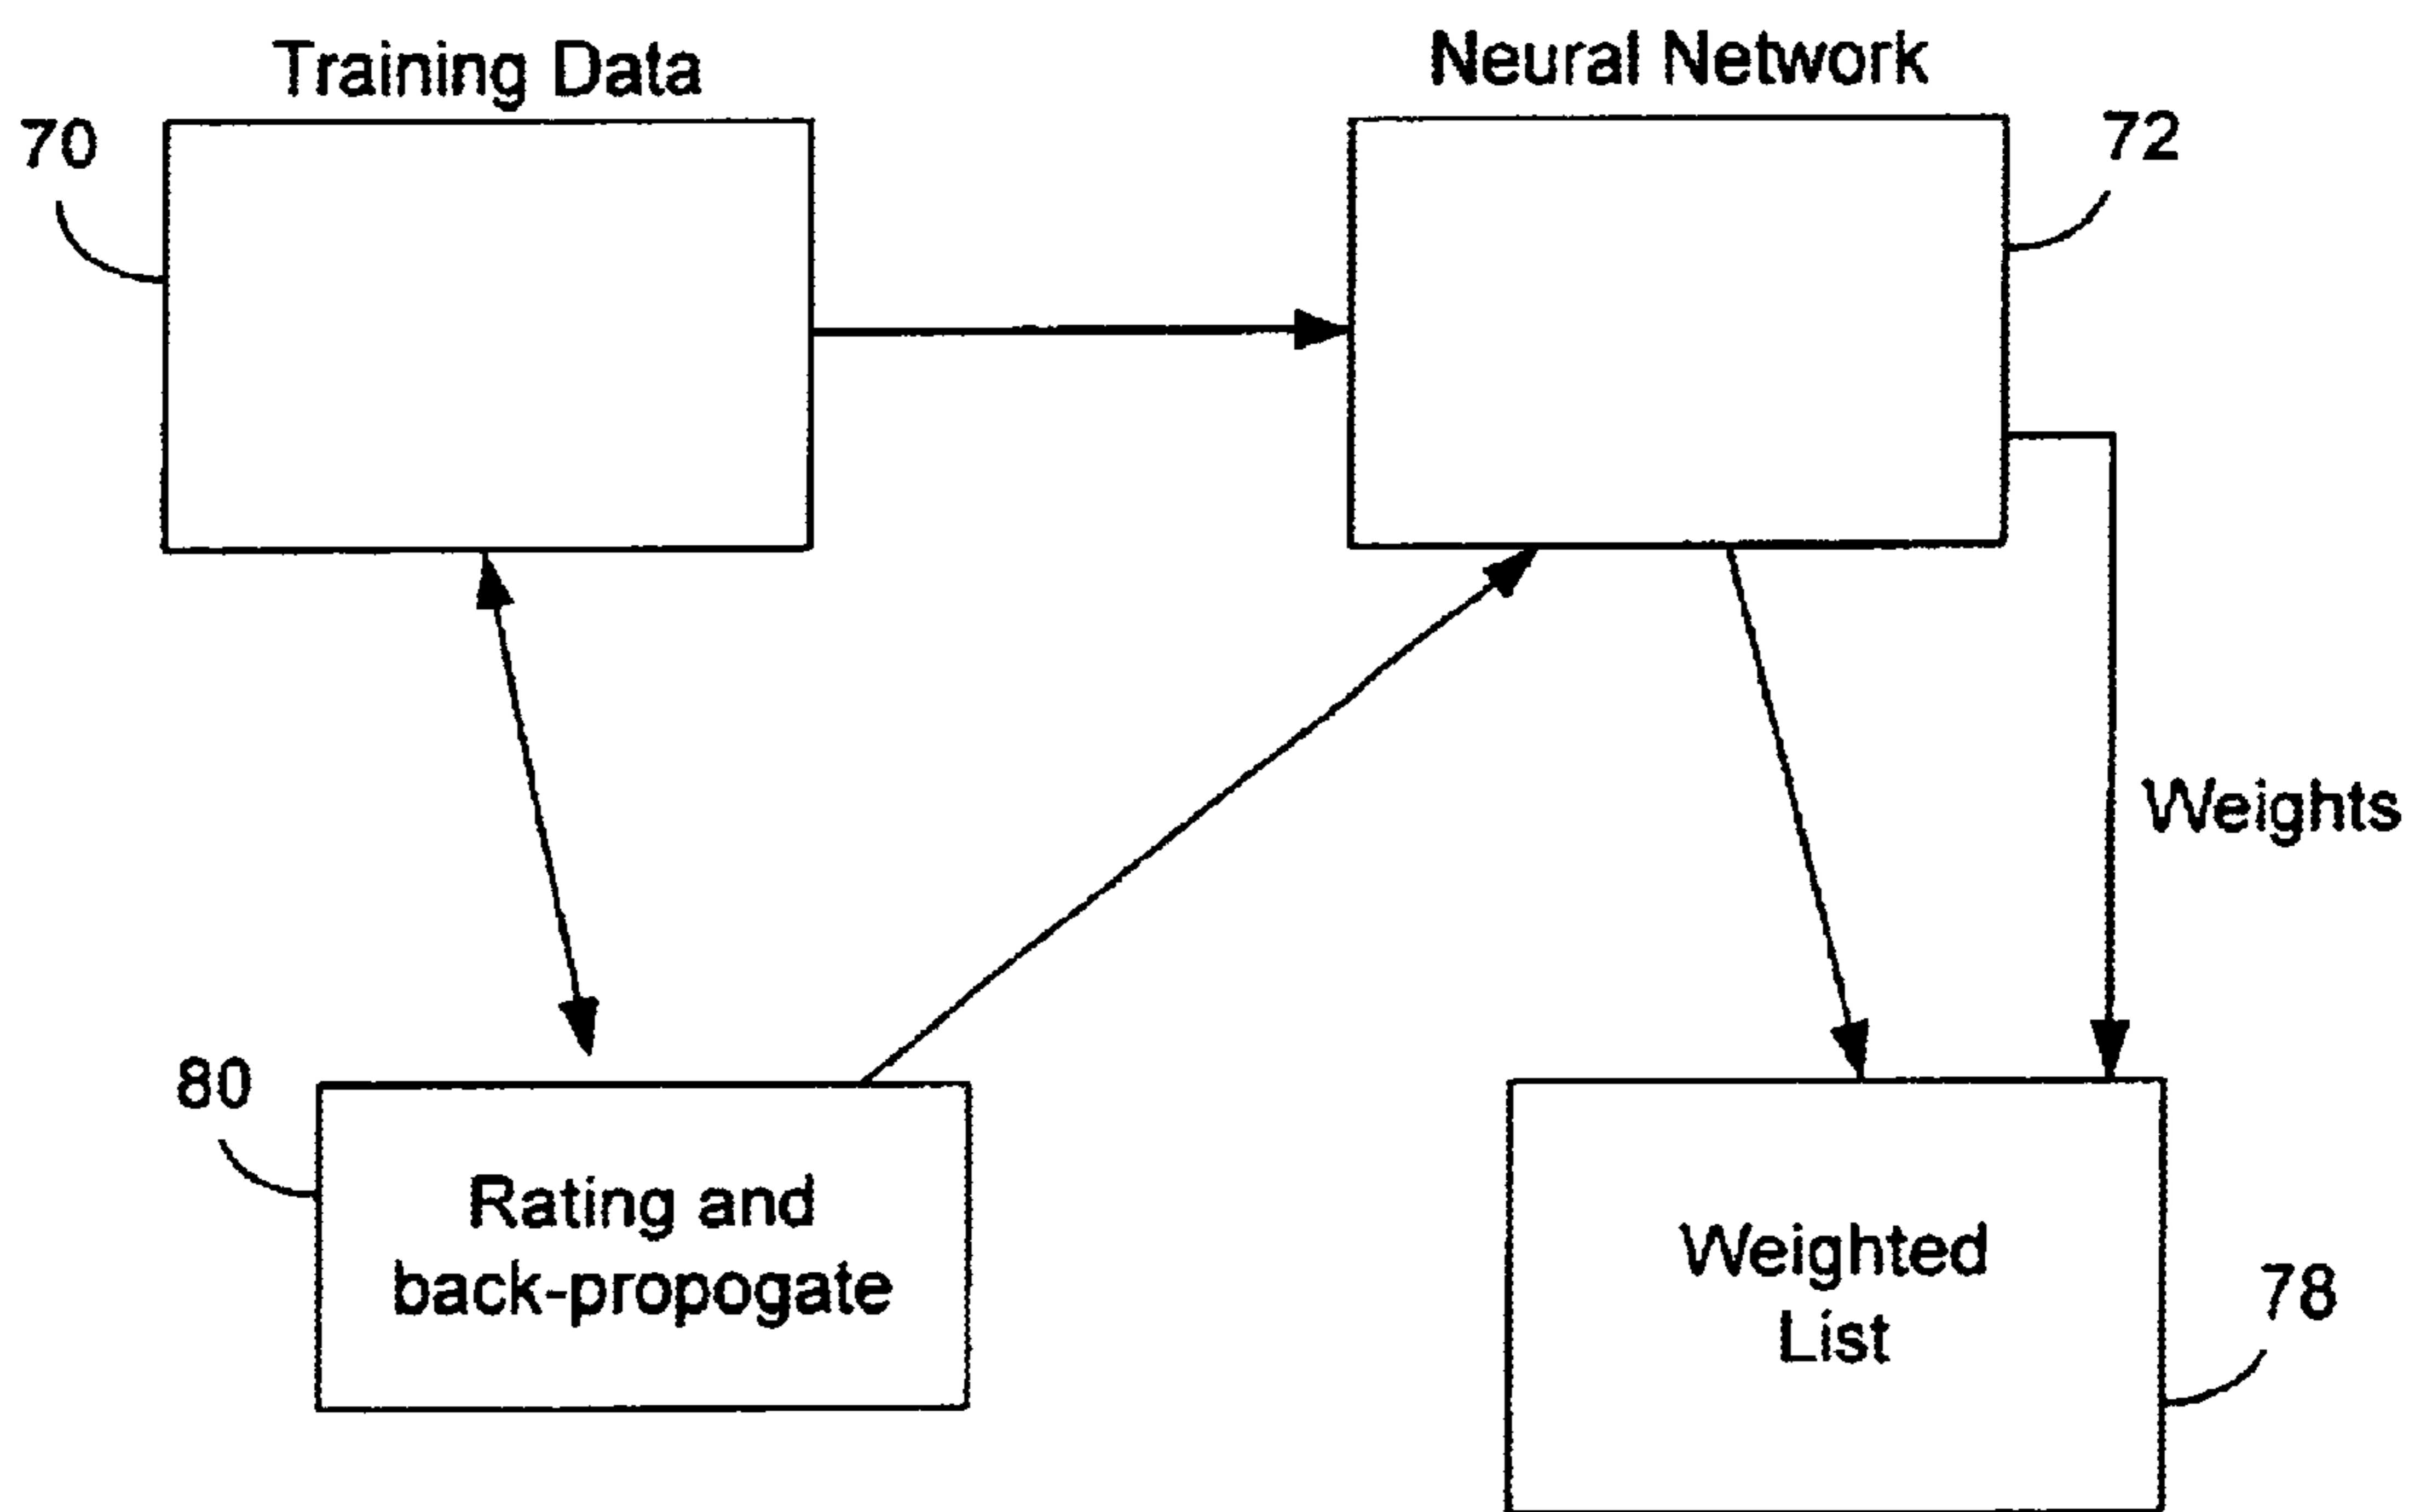 Training Data
Neural Network
70
72
Weights
80
Rating and
back-propogate
Weighted
List
78